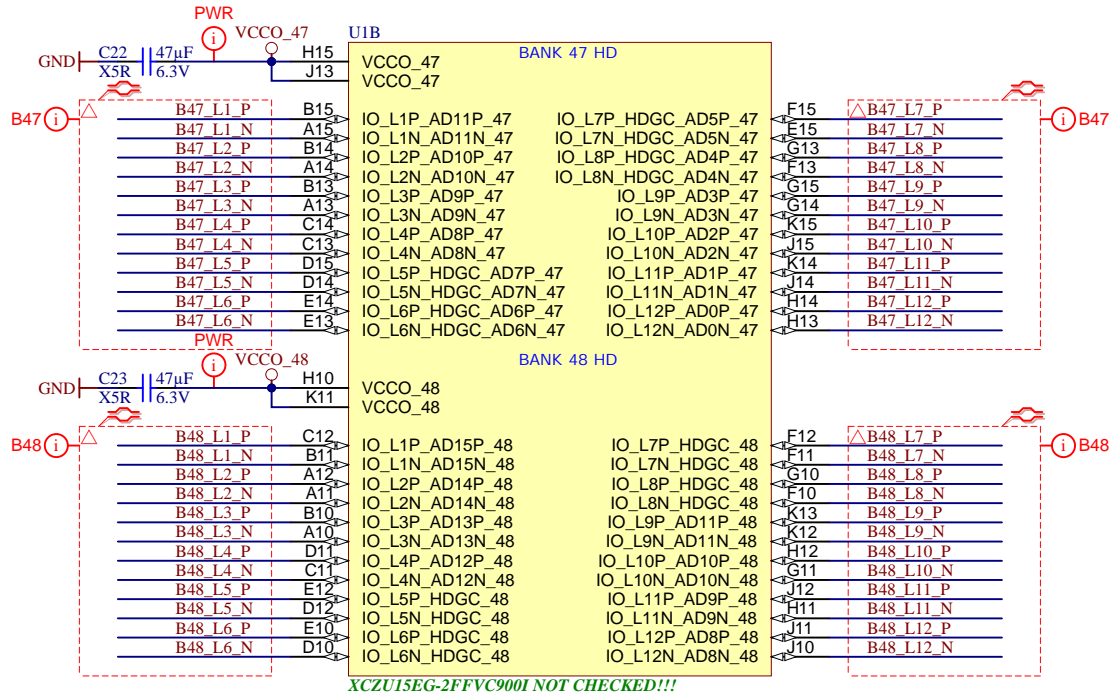 PWR
VCCO_47
U1B
C22 47µF
GND
X5R 6.3V
H15 VCCO_47
J13 VCCO_47
BANK 47 HD
B47 i
i B47
B47_L1_P B15 IO_L1P_AD11P_47 IO_L7P_HDGC_AD5P_47 F15 B47_L7_P
B47_L1_N A15 IO_L1N_AD11N_47 IO_L7N_HDGC_AD5N_47 E15 B47_L7_N
B47_L2_P B14 IO_L2P_AD10P_47 IO_L8P_HDGC_AD4P_47 G13 B47_L8_P
B47_L2_N A14 IO_L2N_AD10N_47 IO_L8N_HDGC_AD4N_47 F13 B47_L8_N
B47_L3_P B13 IO_L3P_AD9P_47 IO_L9P_AD3P_47 G15 B47_L9_P
B47_L3_N A13 IO_L3N_AD9N_47 IO_L9N_AD3N_47 G14 B47_L9_N
B47_L4_P C14 IO_L4P_AD8P_47 IO_L10P_AD2P_47 K15 B47_L10_P
B47_L4_N C13 IO_L4N_AD8N_47 IO_L10N_AD2N_47 J15 B47_L10_N
B47_L5_P D15 IO_L5P_HDGC_AD7P_47 IO_L11P_AD1P_47 K14 B47_L11_P
B47_L5_N D14 IO_L5N_HDGC_AD7N_47 IO_L11N_AD1N_47 J14 B47_L11_N
B47_L6_P E14 IO_L6P_HDGC_AD6P_47 IO_L12P_AD0P_47 H14 B47_L12_P
B47_L6_N E13 IO_L6N_HDGC_AD6N_47 IO_L12N_AD0N_47 H13 B47_L12_N
PWR
VCCO_48
BANK 48 HD
C23 47µF
GND
X5R 6.3V
H10 VCCO_48
K11 VCCO_48
B48 i
i B48
B48_L1_P C12 IO_L1P_AD15P_48 IO_L7P_HDGC_48 F12 B48_L7_P
B48_L1_N B11 IO_L1N_AD15N_48 IO_L7N_HDGC_48 F11 B48_L7_N
B48_L2_P A12 IO_L2P_AD14P_48 IO_L8P_HDGC_48 G10 B48_L8_P
B48_L2_N A11 IO_L2N_AD14N_48 IO_L8N_HDGC_48 F10 B48_L8_N
B48_L3_P B10 IO_L3P_AD13P_48 IO_L9P_AD11P_48 K13 B48_L9_P
B48_L3_N A10 IO_L3N_AD13N_48 IO_L9N_AD11N_48 K12 B48_L9_N
B48_L4_P D11 IO_L4P_AD12P_48 IO_L10P_AD10P_48 H12 B48_L10_P
B48_L4_N C11 IO_L4N_AD12N_48 IO_L10N_AD10N_48 G11 B48_L10_N
B48_L5_P E12 IO_L5P_HDGC_48 IO_L11P_AD9P_48 J12 B48_L11_P
B48_L5_N D12 IO_L5N_HDGC_48 IO_L11N_AD9N_48 H11 B48_L11_N
B48_L6_P E10 IO_L6P_HDGC_48 IO_L12P_AD8P_48 J11 B48_L12_P
B48_L6_N D10 IO_L6N_HDGC_48 IO_L12N_AD8N_48 J10 B48_L12_N
XCZU15EG-2FFVC900I NOT CHECKED!!!